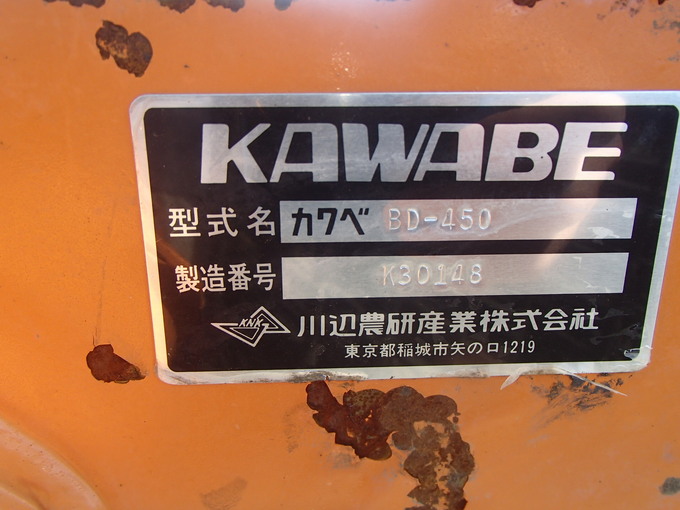 KAWABE
型式名 カワベ BD-450
製造番号 K30148
KNK 川辺農研産業株式会社
東京都稲城市矢の口1219